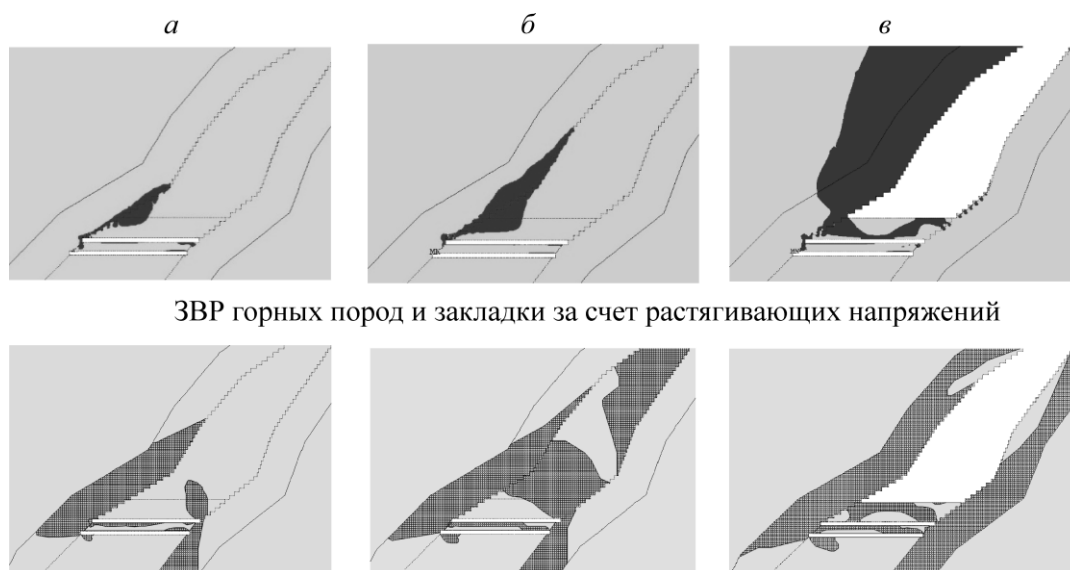 а б в
ЗВР горных пород и закладки за счет растягивающих напряжений